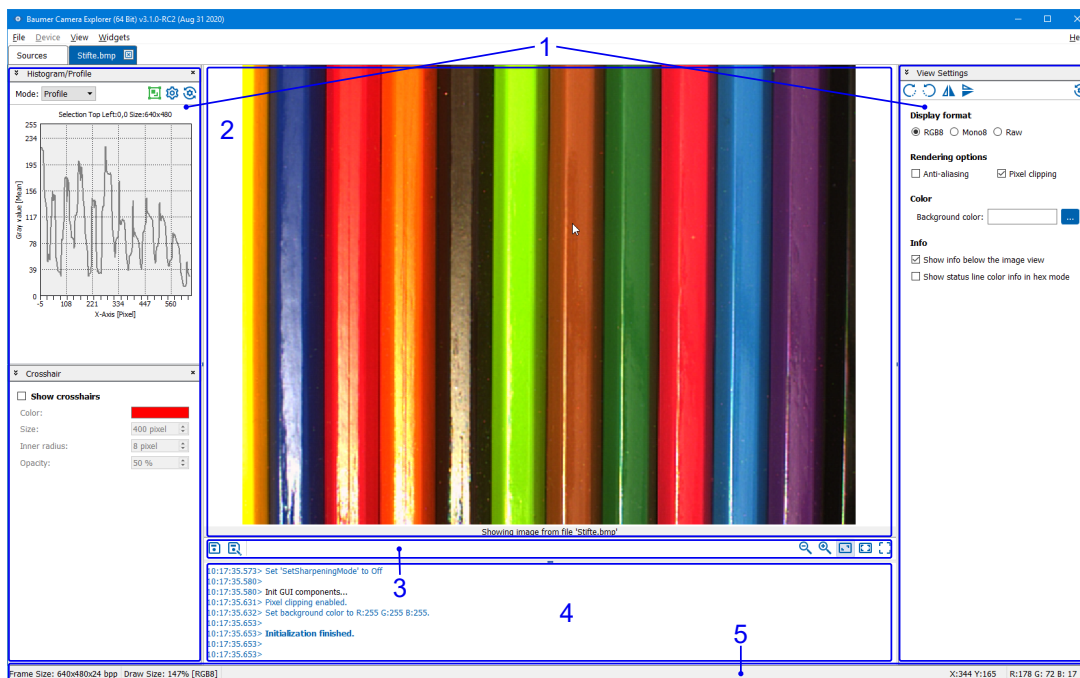 Baumer Camera Explorer (64 Bit) v3.1.0-RC2 (Aug 31 2020)
File Device View Widgets
He
Sources Stifte.bmp
1
Histogram/Profile
Mode: Profile
Selection Top Left:0,0 Size:640x480
255
234
195
156
117
78
39
0
Gray value [Mean]
-5 108 221 334 447 560
X-Axis [Pixel]
Crosshair
Show crosshairs
Color:
Size: 400 pixel
Inner radius: 8 pixel
Opacity: 50 %
2
Showing image from file 'Stifte.bmp'
3
10:17:35.573> Set 'SetSharpeningMode' to Off
10:17:35.580>
10:17:35.580> Init GUI components...
10:17:35.631> Pixel clipping enabled.
10:17:35.632> Set background color to R:255 G:255 B:255.
10:17:35.653>
10:17:35.653> Initialization finished.
10:17:35.653>
10:17:35.653>
4
View Settings
Display format
RGB8 Mono8 Raw
Rendering options
Anti-aliasing Pixel clipping
Color
Background color: ...
Info
Show info below the image view
Show status line color info in hex mode
5
Frame Size: 640x480x24 bpp Draw Size: 147% [RGB8] X:344 Y:165 R:178 G: 72 B: 17